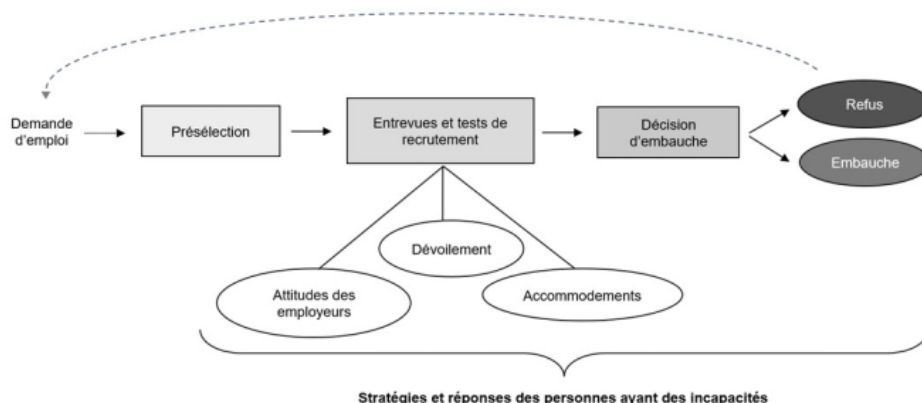 Refus
Demande
d'emploi
Présélection
Entrevues et tests de
recrutement
Décision
d'embauche
Embauche
Dévoilement
Attitudes des
employeurs
Accommodements
Stratégies et réponses des personnes ayant des incapacités